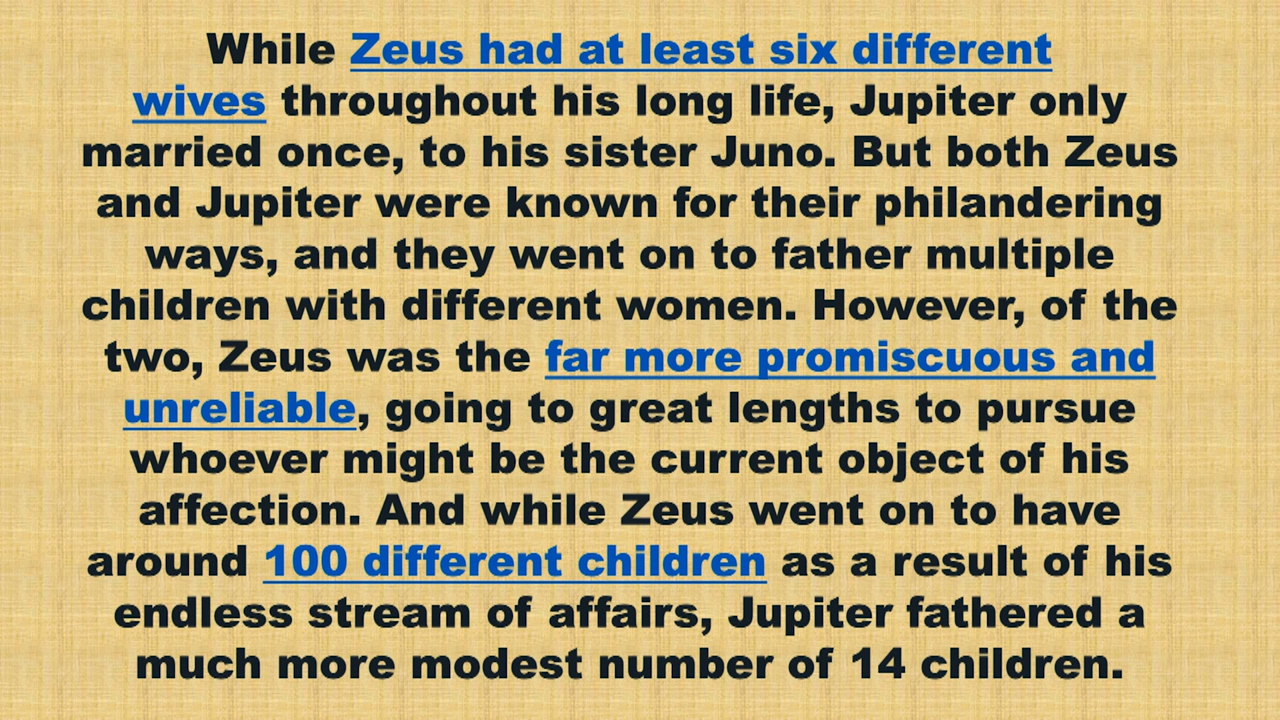 While Zeus had at least six different
wives throughout his long life, Jupiter only
married once, to his sister Juno. But both Zeus
and Jupiter were known for their philandering
ways, and they went on to father multiple
children with different women. However, of the
two, Zeus was the far more promiscuous and
unreliable, going to great lengths to pursue
whoever might be the current object of his
affection. And while Zeus went on to have
around 100 different children as a result of his
endless stream of affairs, Jupiter fathered a
much more modest number of 14 children.